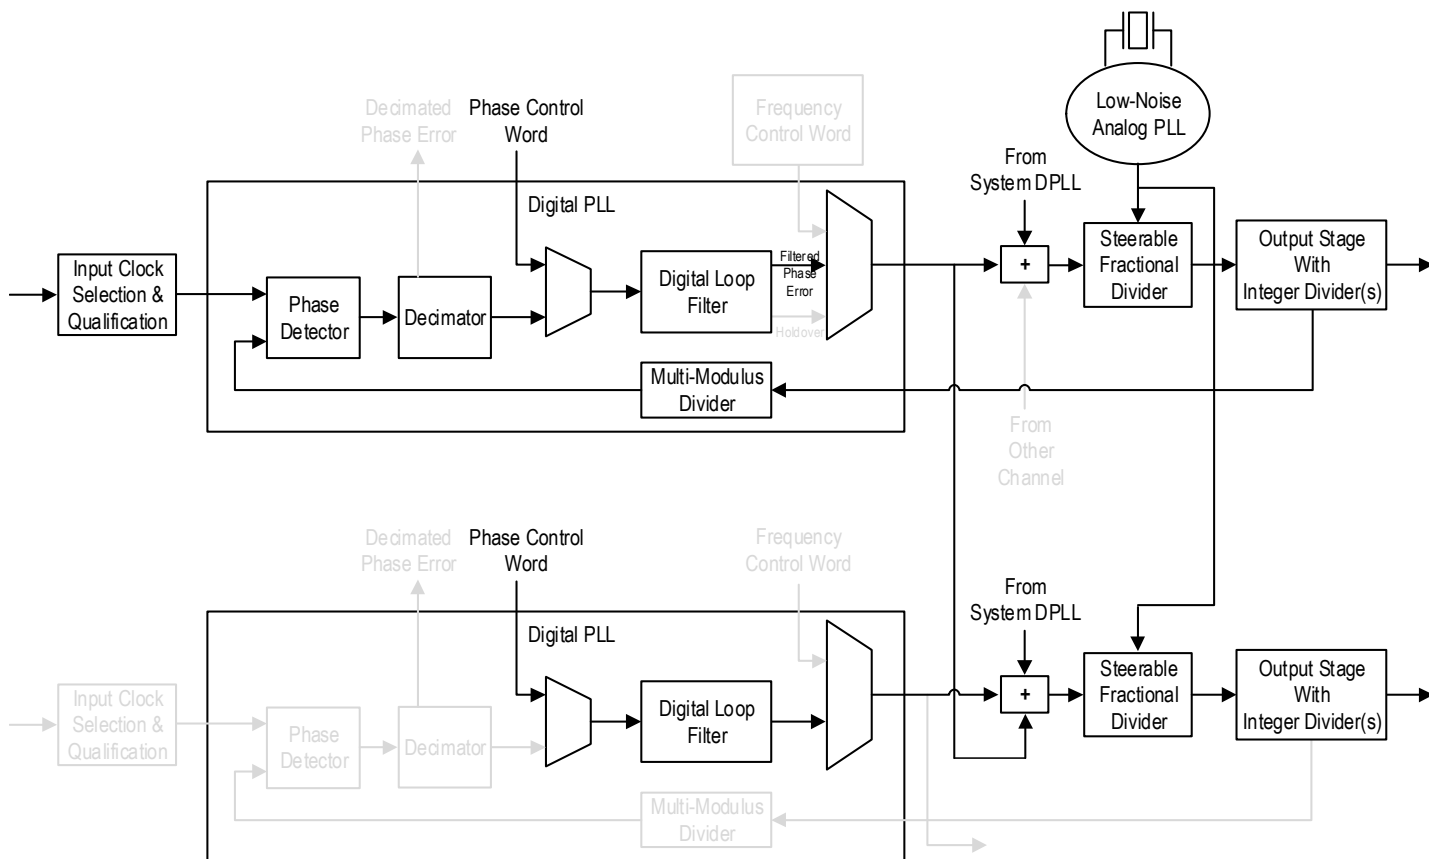 Low-Noise
Analog PLL
Decimated
Phase Error
Phase Control
Word
Frequency
Control Word
From
System DPLL
Digital PLL
Input Clock
Selection &
Qualification
Phase
Detector
Decimator
Digital Loop
Filter
Filtered
Phase
Error
Holdover
+
Steerable
Fractional
Divider
Output Stage
With
Integer Divider(s)
Multi-Modulus
Divider
From
Other
Channel
Decimated
Phase Error
Phase Control
Word
Frequency
Control Word
From
System DPLL
Digital PLL
Input Clock
Selection &
Qualification
Phase
Detector
Decimator
Digital Loop
Filter
+
Steerable
Fractional
Divider
Output Stage
With
Integer Divider(s)
Multi-Modulus
Divider